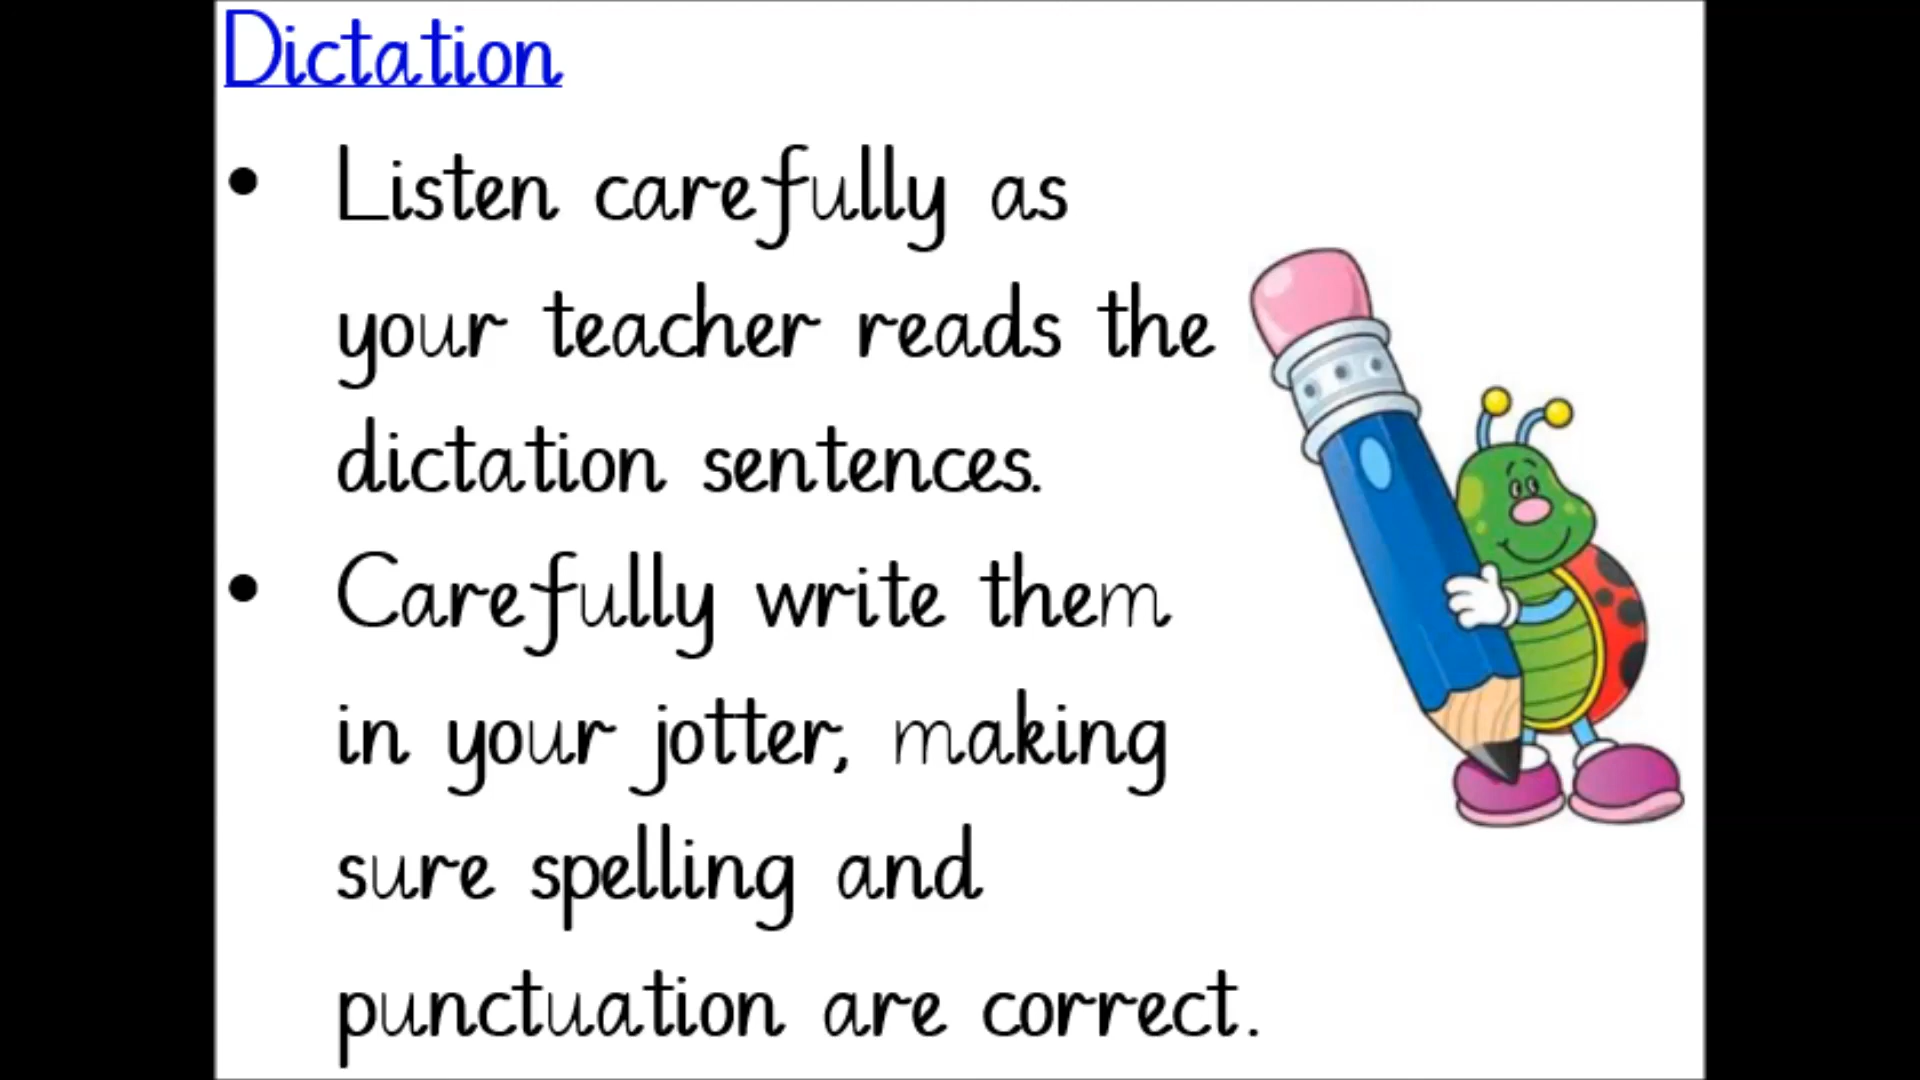 Dictation
• Listen carefully as
your teacher reads the
dictation sentences.
• Carefully write them
in your jotter, making
sure spelling and
punctuation are correct.